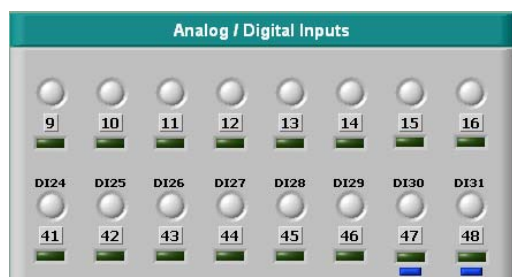 Analog / Digital Inputs
9 10 11 12 13 14 15 16
DI24 DI25 DI26 DI27 DI28 DI29 DI30 DI31
41 42 43 44 45 46 47 48